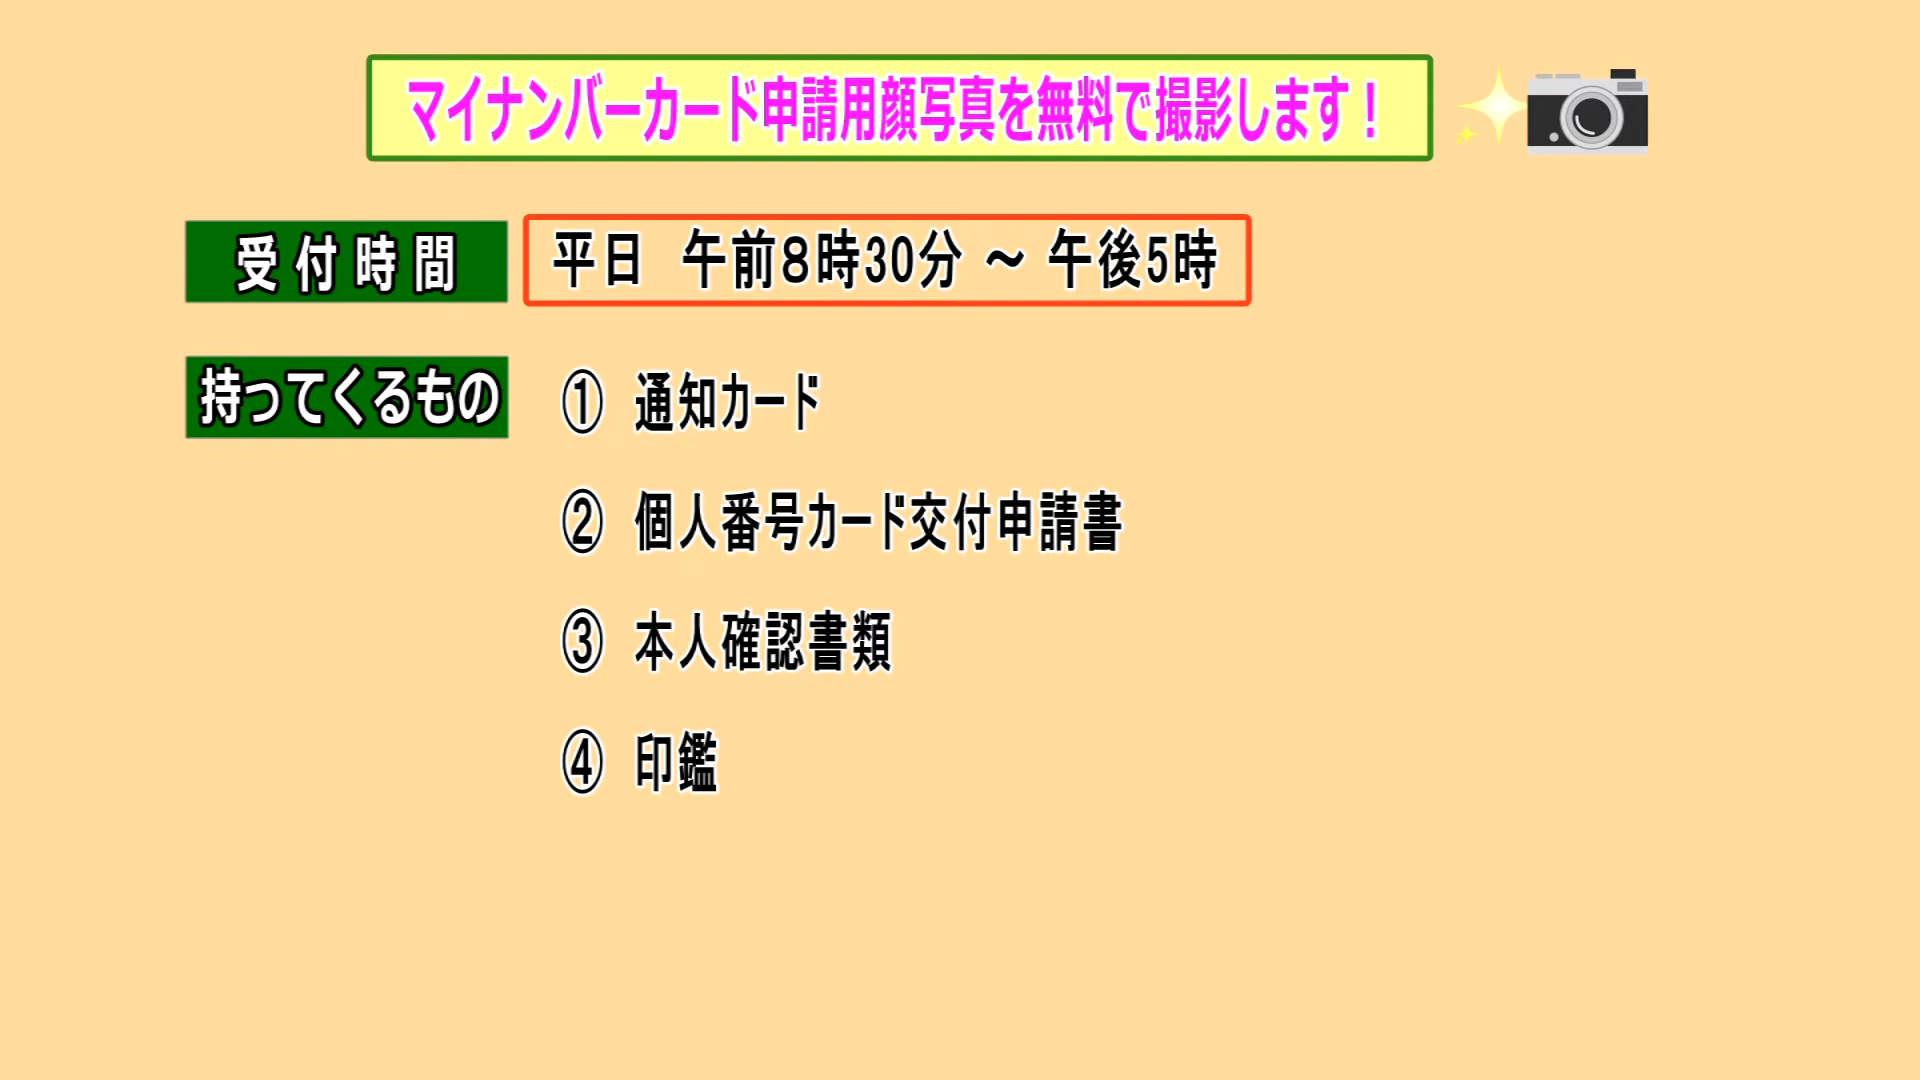 マイナンバーカード申請用顔写真を無料で撮影します！
受付時間 平日 午前８時30分 ～ 午後5時
持ってくるもの ① 通知カード
② 個人番号カード交付申請書
③ 本人確認書類
④ 印鑑